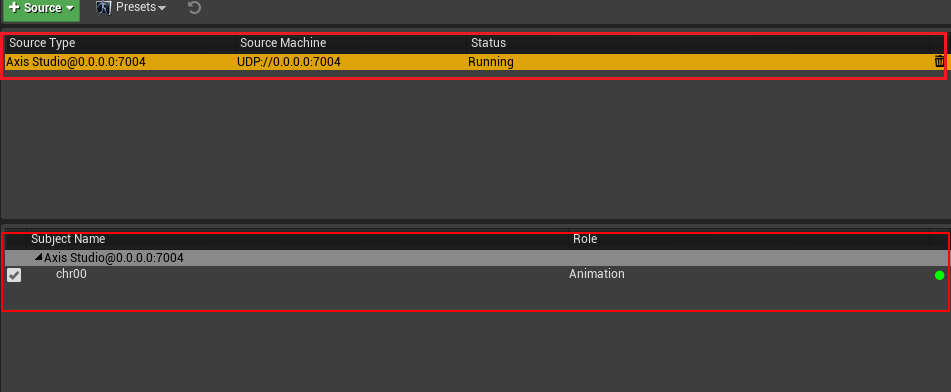 Source Presets
Source Type Source Machine Status
Axis Studio@0.0.0.0:7004 UDP://0.0.0.0:7004 Running
Subject Name Role
Axis Studio@0.0.0.0:7004
chr00 Animation